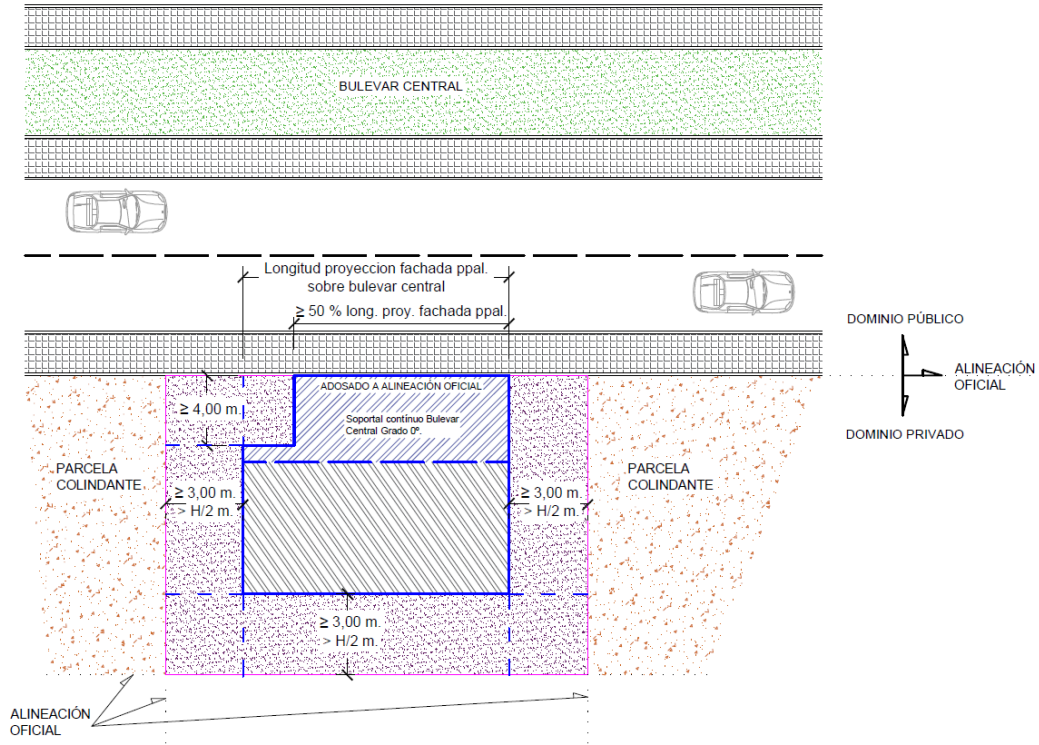 BULEVAR CENTRAL
Longitud proyeccion fachada ppal.
sobre bulevar central
≥ 50 % long. proy. fachada ppal.
DOMINIO PÚBLICO
ALINEACIÓN
OFICIAL
DOMINIO PRIVADO
ADOSADO A ALINEACIÓN OFICIAL
Soportal contínuo Bulevar
Central Grado 0º.
≥ 4,00 m.
PARCELA
COLINDANTE
≥ 3,00 m.
> H/2 m.
≥ 3,00 m.
> H/2 m.
PARCELA
COLINDANTE
≥ 3,00 m.
> H/2 m.
ALINEACIÓN
OFICIAL